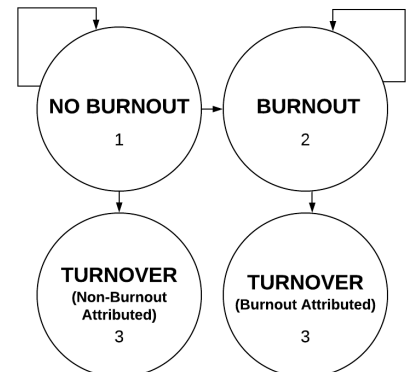 NO BURNOUT
1
BURNOUT
2
TURNOVER
(Non-Burnout
Attributed)
3
TURNOVER
(Burnout Attributed)
3